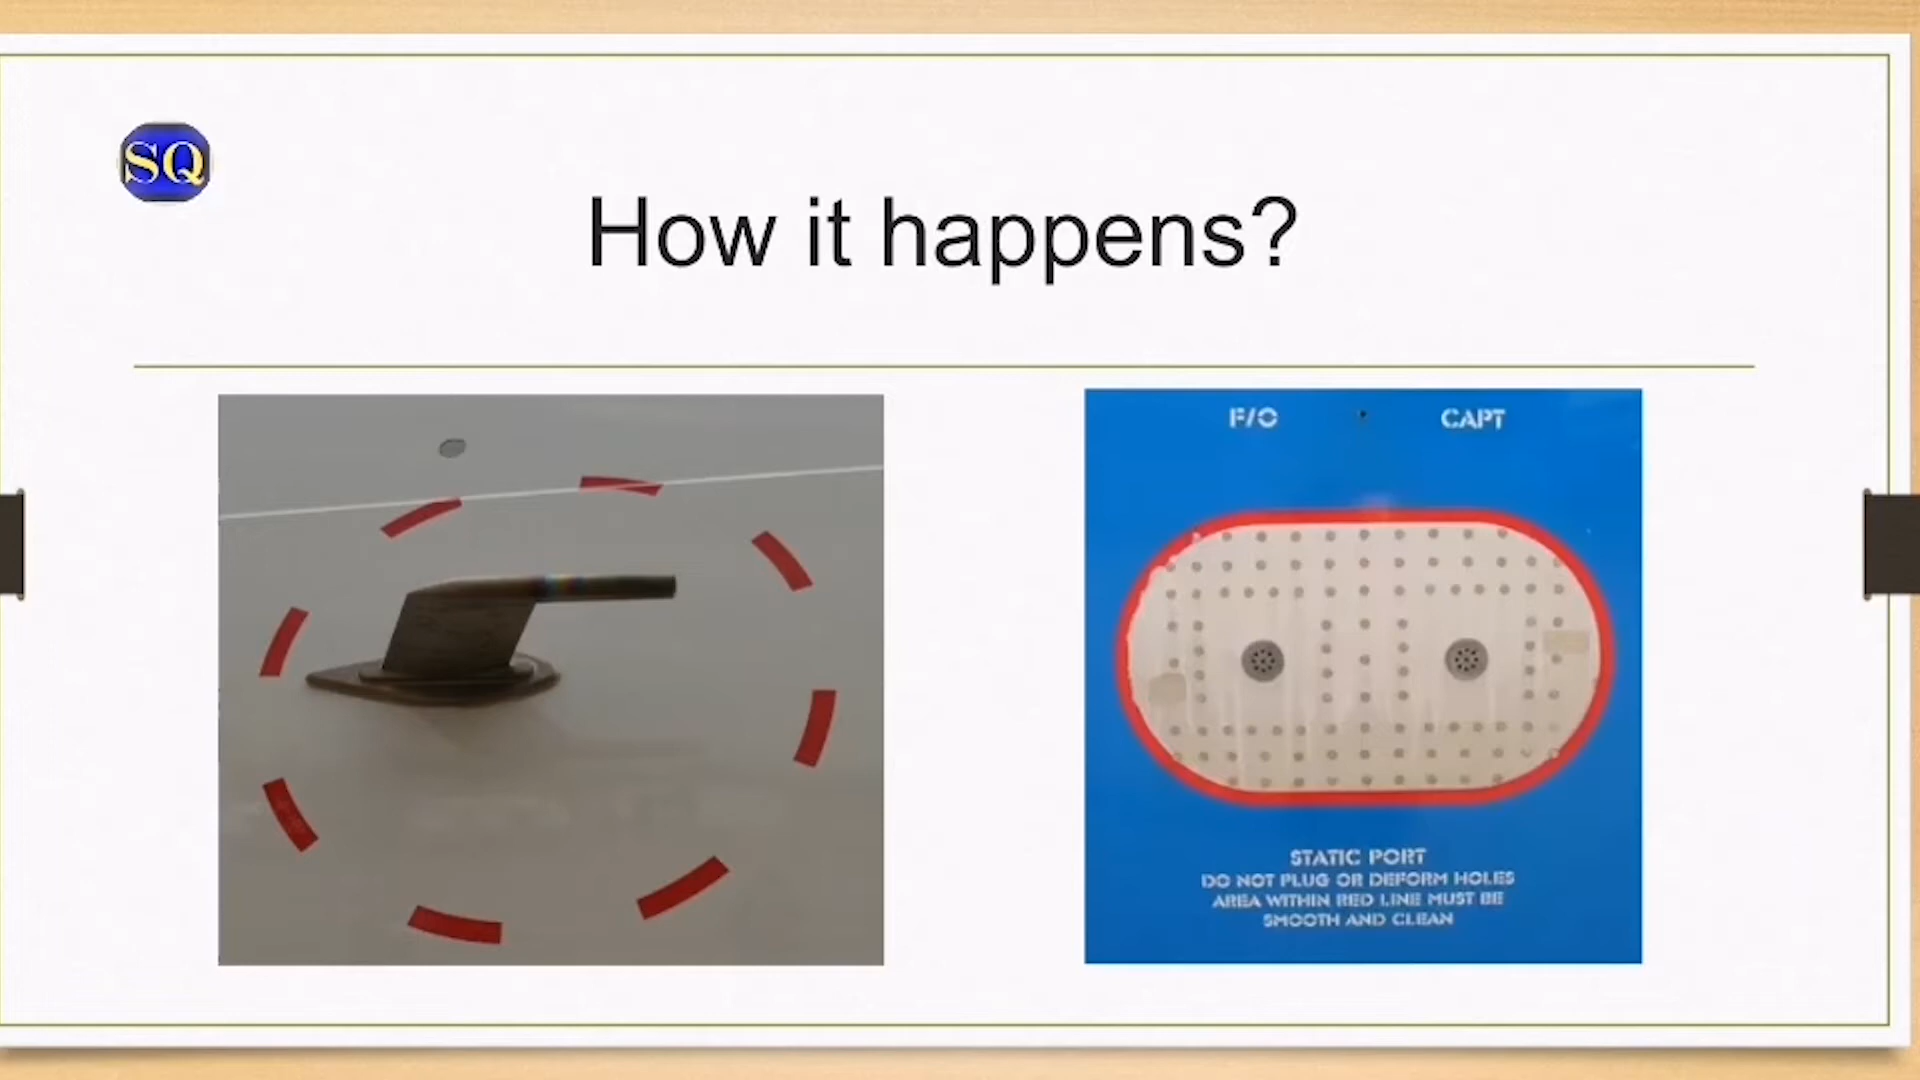 SQ
How it happens?
F/O CAPT
STATIC PORT
DO NOT PLUG OR DEFORM HOLES
AREA WITHIN RED LINE MUST BE
SMOOTH AND CLEAN